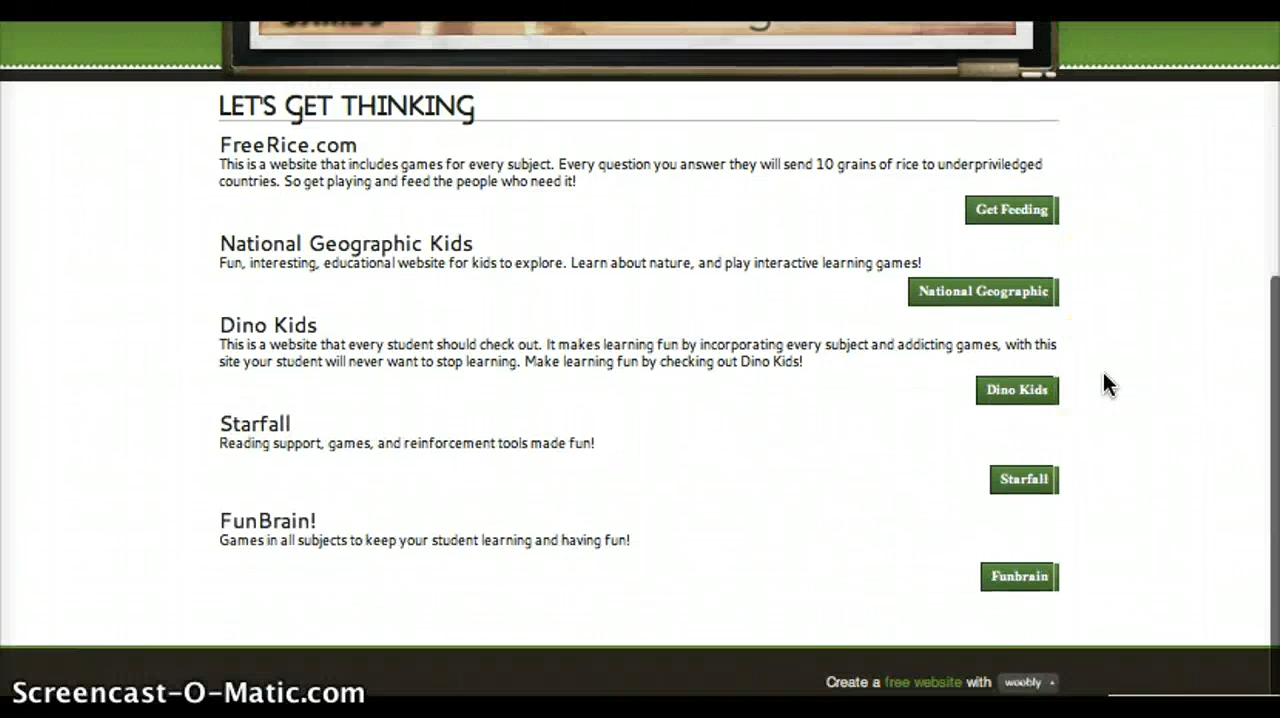 LET'S GET THINKING
FreeRice.com
This is a website that includes games for every subject. Every question you answer they will send 10 grains of rice to underpriviledged
countries. So get playing and feed the people who need it!
Get Feeding
National Geographic Kids
Fun, interesting, educational website for kids to explore. Learn about nature, and play interactive learning games!
National Geographic
Dino Kids
This is a website that every student should check out. It makes learning fun by incorporating every subject and addicting games, with this
site your student will never want to stop learning. Make learning fun by checking out Dino Kids!
Dino Kids
Starfall
Reading support, games, and reinforcement tools made fun!
Starfall
FunBrain!
Games in all subjects to keep your student learning and having fun!
Funbrain
Create a free website with weebly
Screencast-O-Matic.com